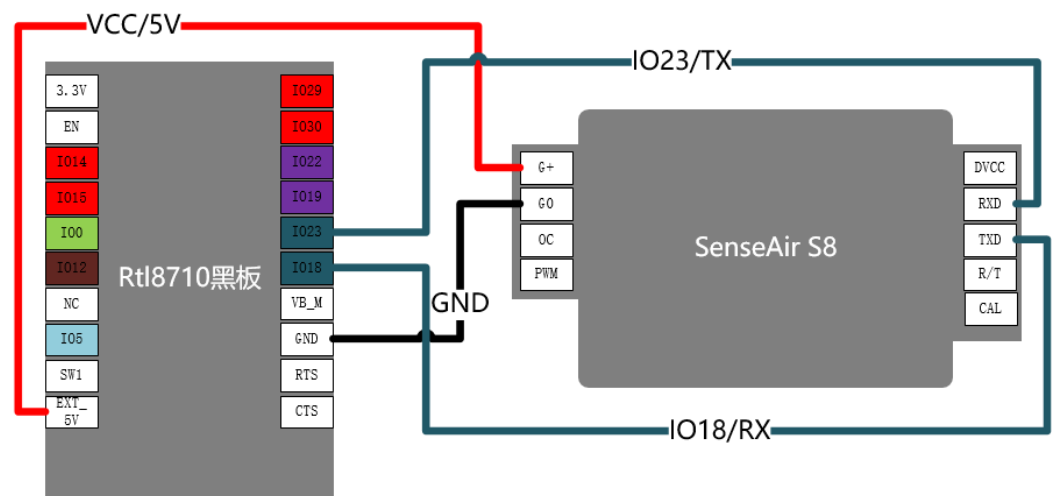 VCC/5V
IO23/TX
3.3V
EN
IO14
IO15
IO0
IO12
NC
IO5
SW1
EXT_
5V
Rtl8710黑板
IO29
IO30
IO22
IO19
IO23
IO18
VB_M
GND
RTS
CTS
GND
G+
G0
OC
PWM
SenseAir S8
DVCC
RXD
TXD
R/T
CAL
IO18/RX